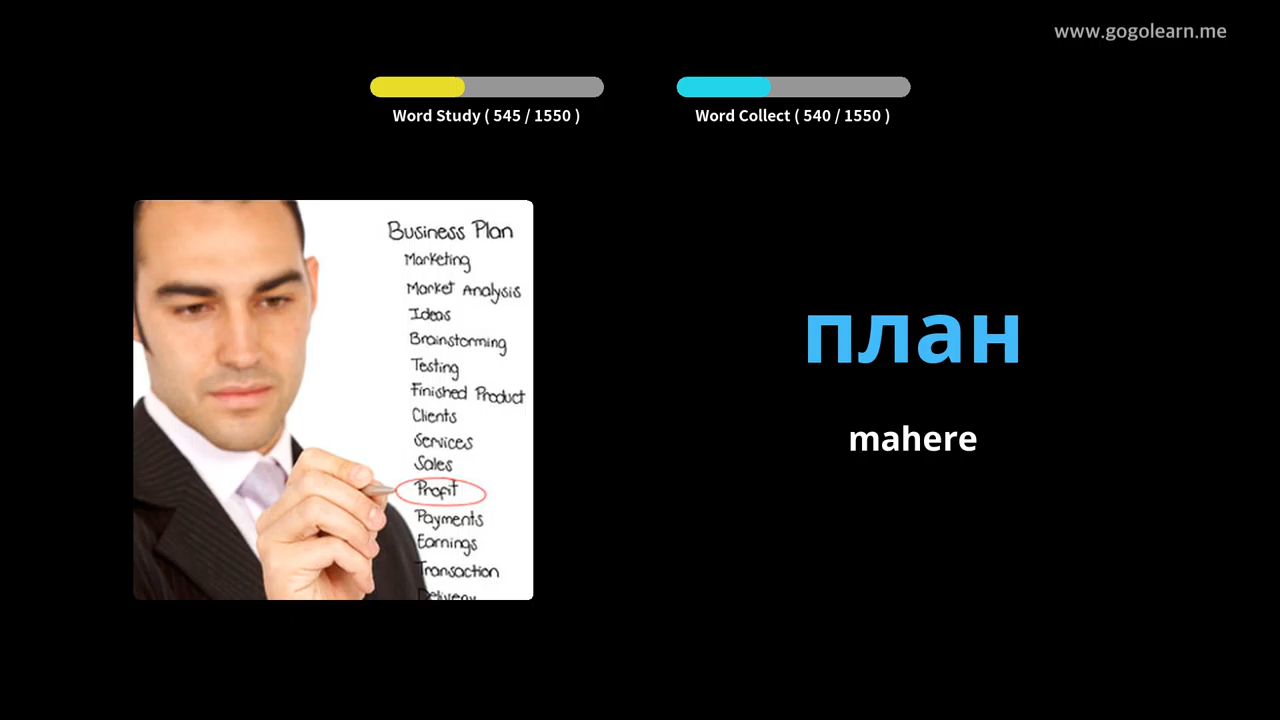 www.gogolearn.me
Word Study ( 545 / 1550 )
Word Collect ( 540 / 1550 )
Business Plan
Marketing
Market Analysis
Ideas
Brainstorming
Testing
Finished Product
Clients
Services
Sales
Profit
Payments
Earnings
Transaction
Delivery
план
mahere